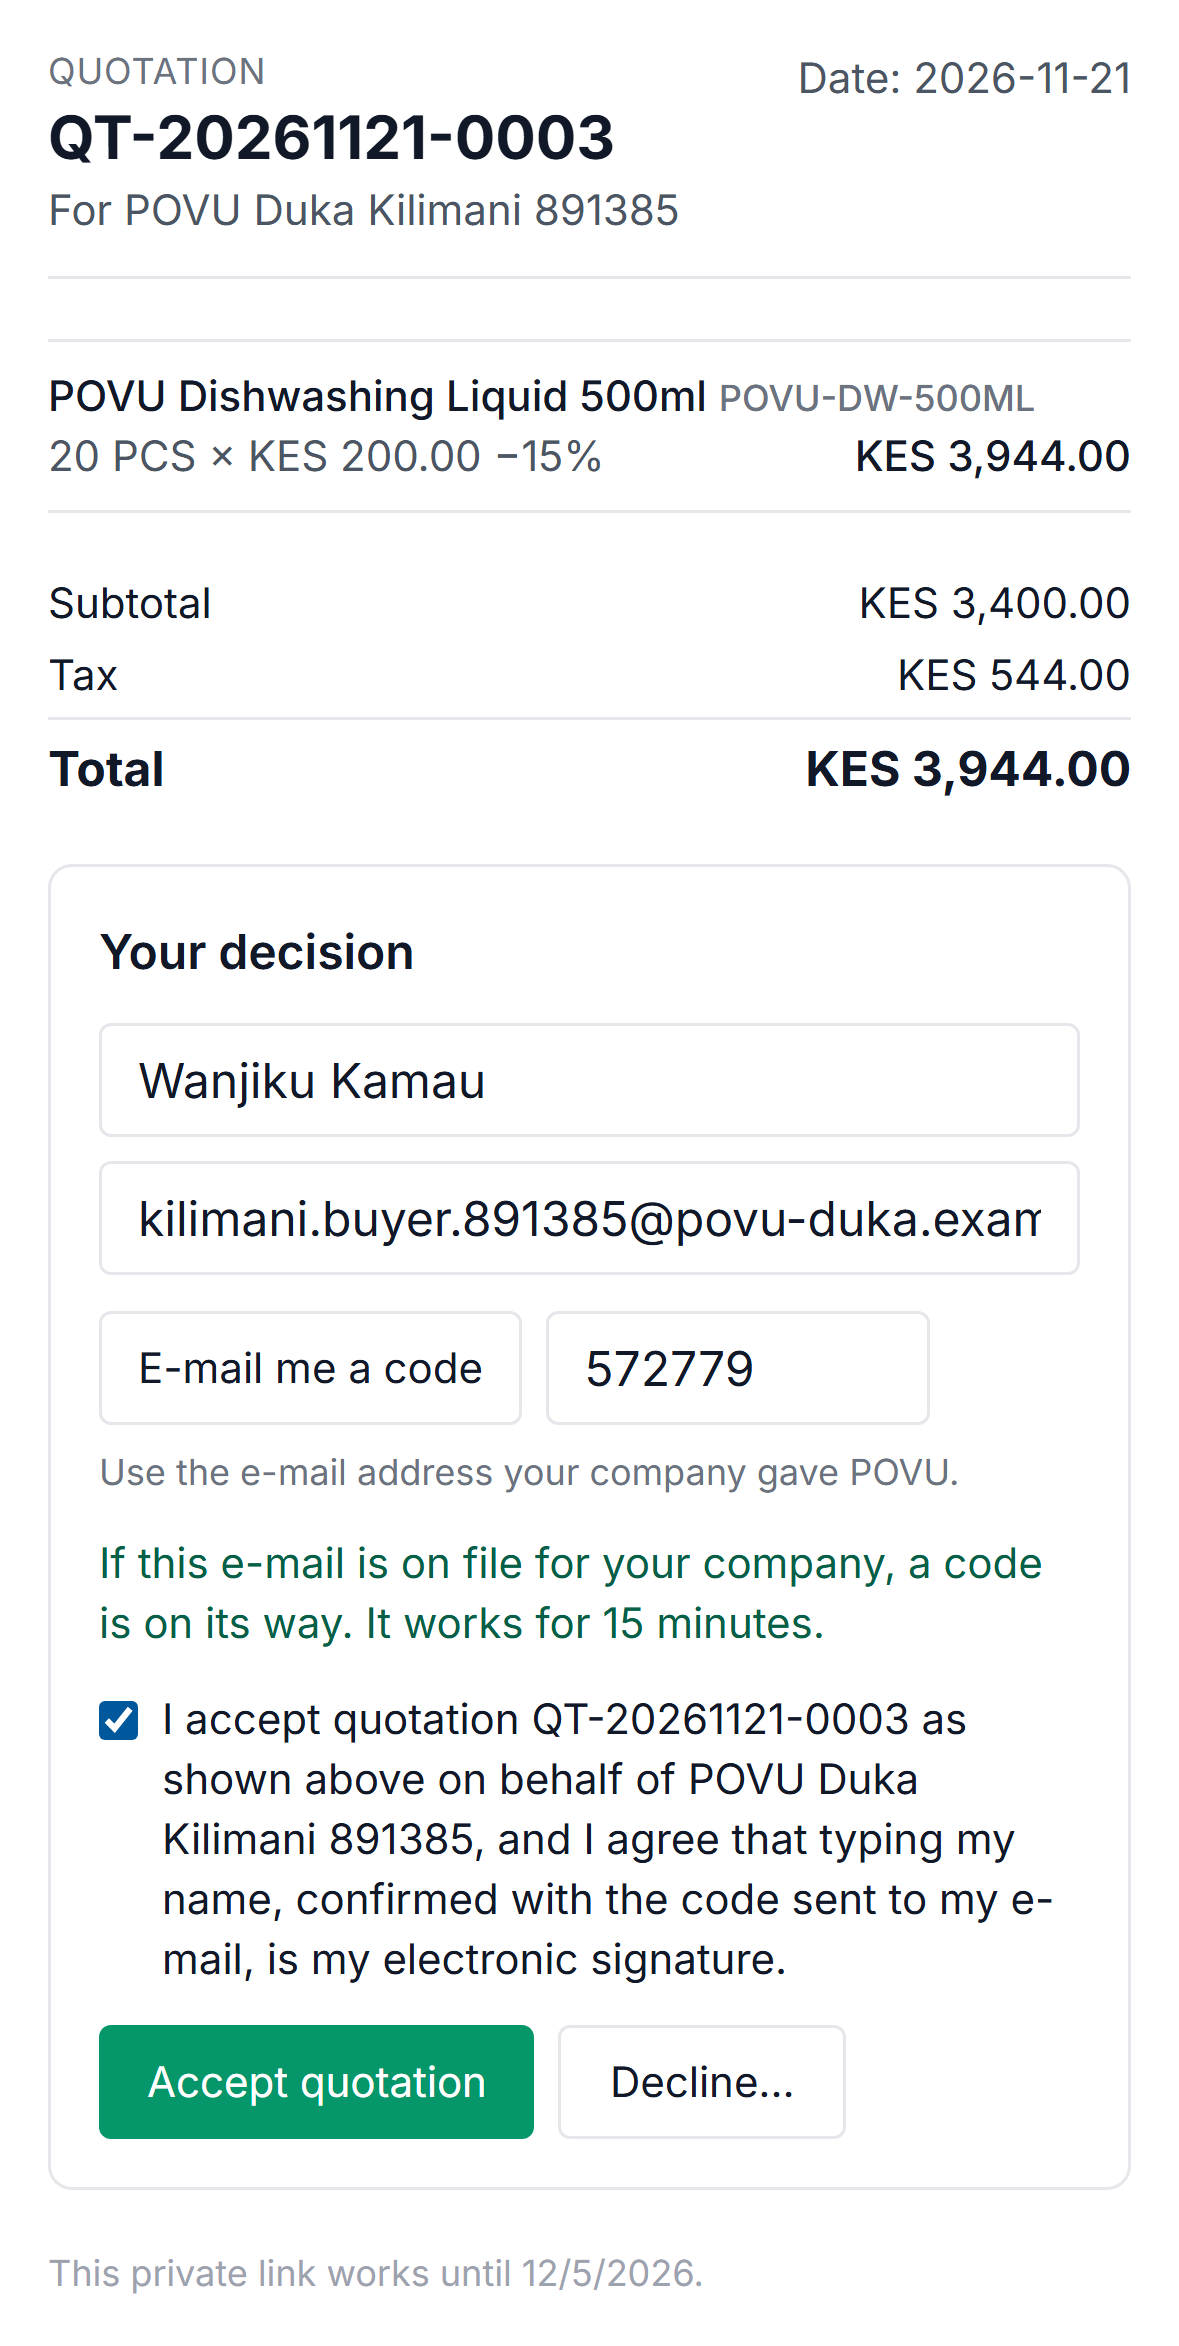 QUOTATION
Date: 2026-11-21
QT-20261121-0003
For POVU Duka Kilimani 891385
POVU Dishwashing Liquid 500ml POVU-DW-500ML
20 PCS × KES 200.00 −15% KES 3,944.00
Subtotal KES 3,400.00
Tax KES 544.00
Total KES 3,944.00
Your decision
Wanjiku Kamau
kilimani.buyer.891385@povu-duka.exam
E-mail me a code
572779
Use the e-mail address your company gave POVU.
If this e-mail is on file for your company, a code
is on its way. It works for 15 minutes.
I accept quotation QT-20261121-0003 as
shown above on behalf of POVU Duka
Kilimani 891385, and I agree that typing my
name, confirmed with the code sent to my e-
mail, is my electronic signature.
Accept quotation
Decline...
This private link works until 12/5/2026.